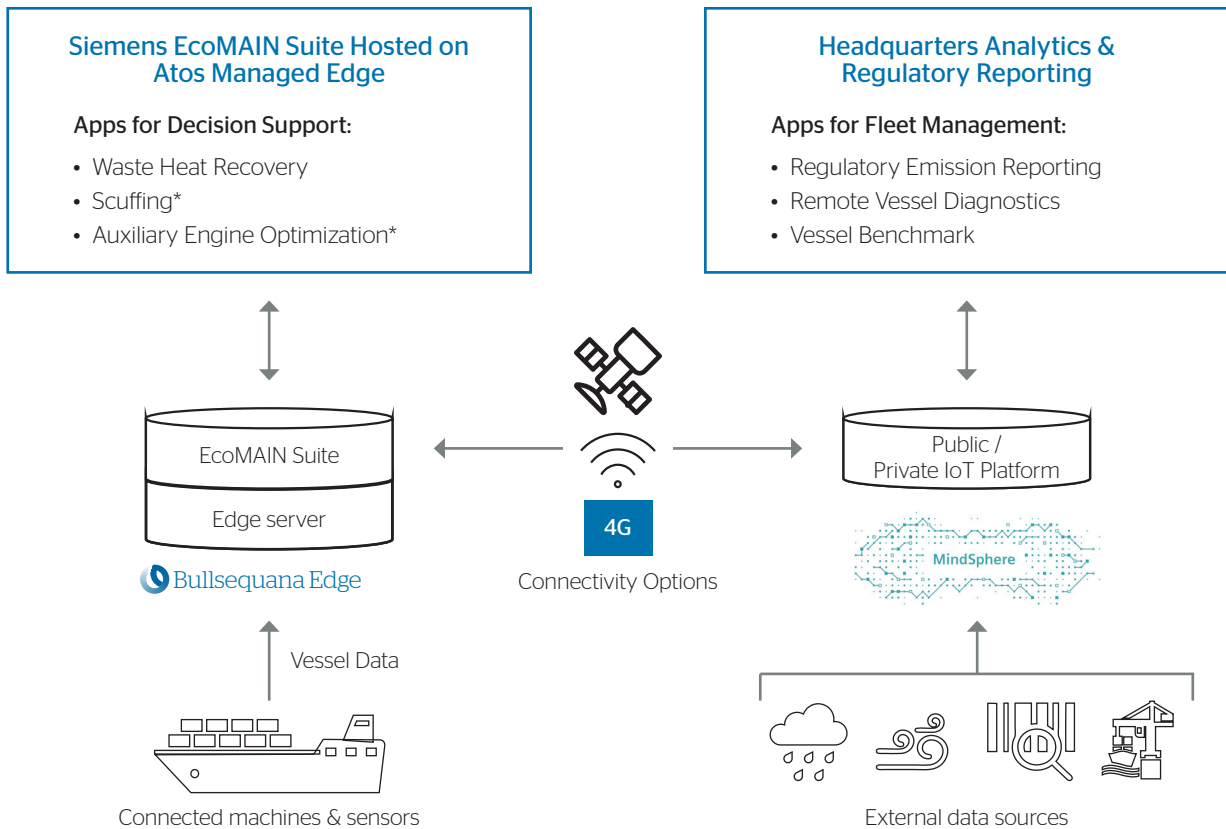 Siemens EcoMAIN Suite Hosted on
Atos Managed Edge
Apps for Decision Support:
• Waste Heat Recovery
• Scuffing*
• Auxiliary Engine Optimization*
Headquarters Analytics &
Regulatory Reporting
Apps for Fleet Management:
• Regulatory Emission Reporting
• Remote Vessel Diagnostics
• Vessel Benchmark
EcoMAIN Suite
Edge server
Bullsequana Edge
4G
Connectivity Options
Public /
Private IoT Platform
MindSphere
Vessel Data
Connected machines & sensors
External data sources